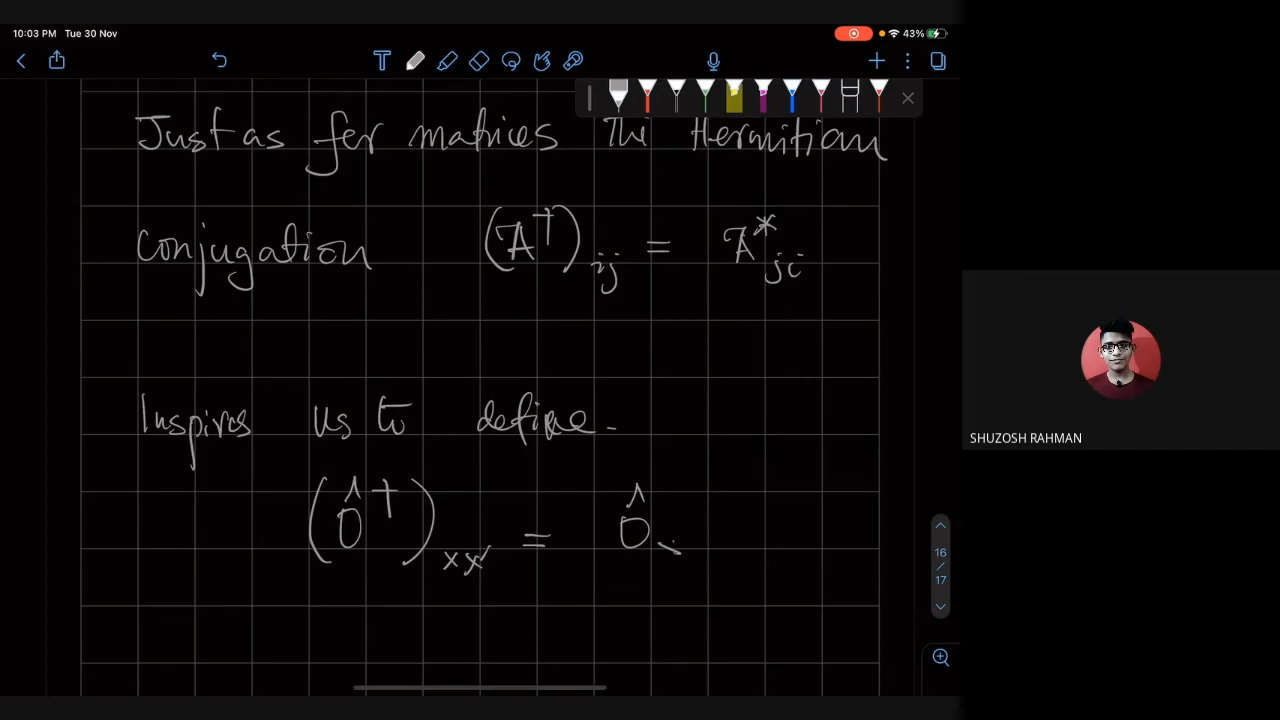 10:03 PM Tue 30 Nov
43%
T
Just as fer matrices the Hermitian
conjugation (A†)ij = A*ji
Inspires us to define.
(Ô†)xx' = Ô
SHUZOSH RAHMAN
16
/
17